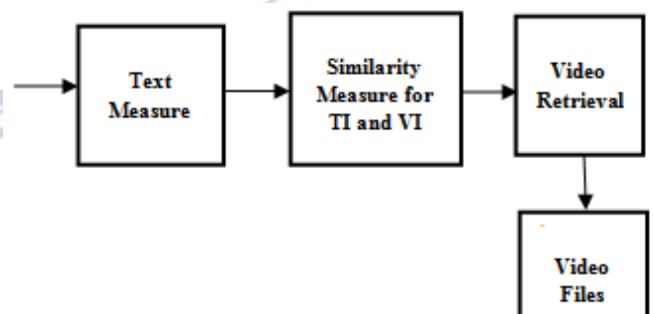 Text
Measure
Similarity
Measure for
TI and VI
Video
Retrieval
Video
Files